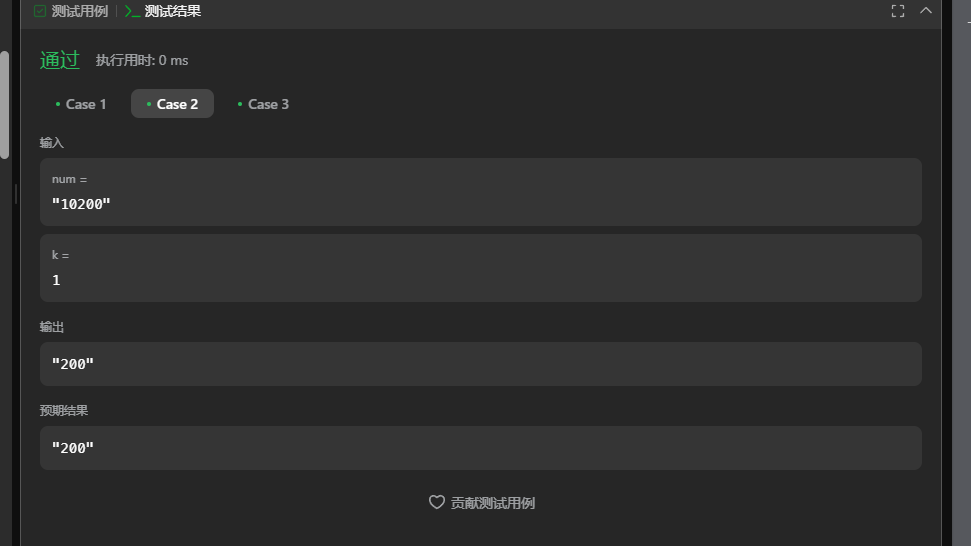 测试用例 | >_ 测试结果
通过 执行用时: 0 ms
• Case 1 • Case 2 • Case 3
输入
num =
"10200"
k =
1
输出
"200"
预期结果
"200"
贡献测试用例